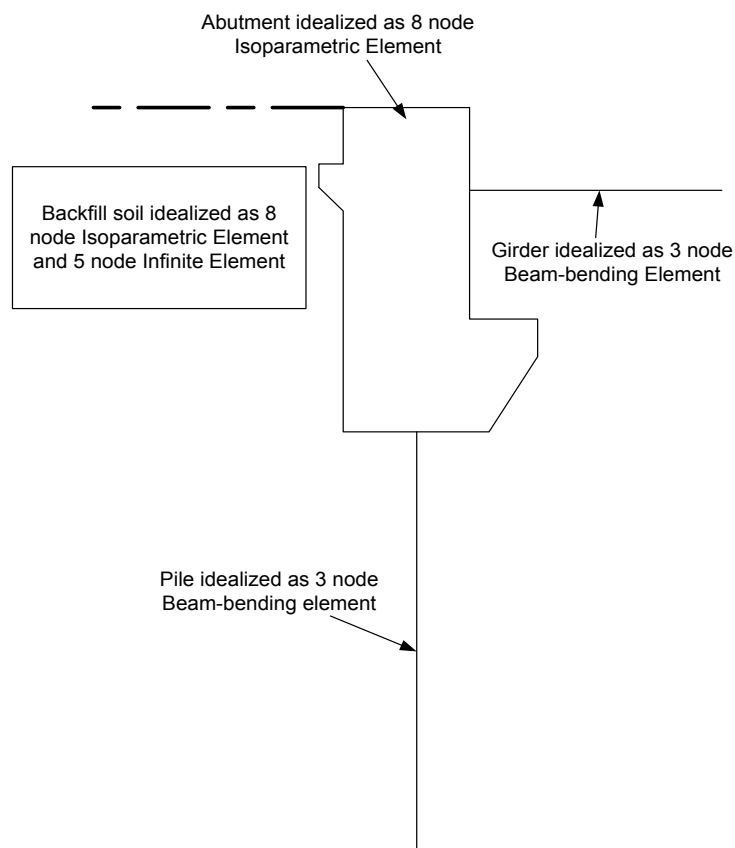 Abutment idealized as 8 node
Isoparametric Element
Backfill soil idealized as 8
node Isoparametric Element
and 5 node Infinite Element
Girder idealized as 3 node
Beam-bending Element
Pile idealized as 3 node
Beam-bending element